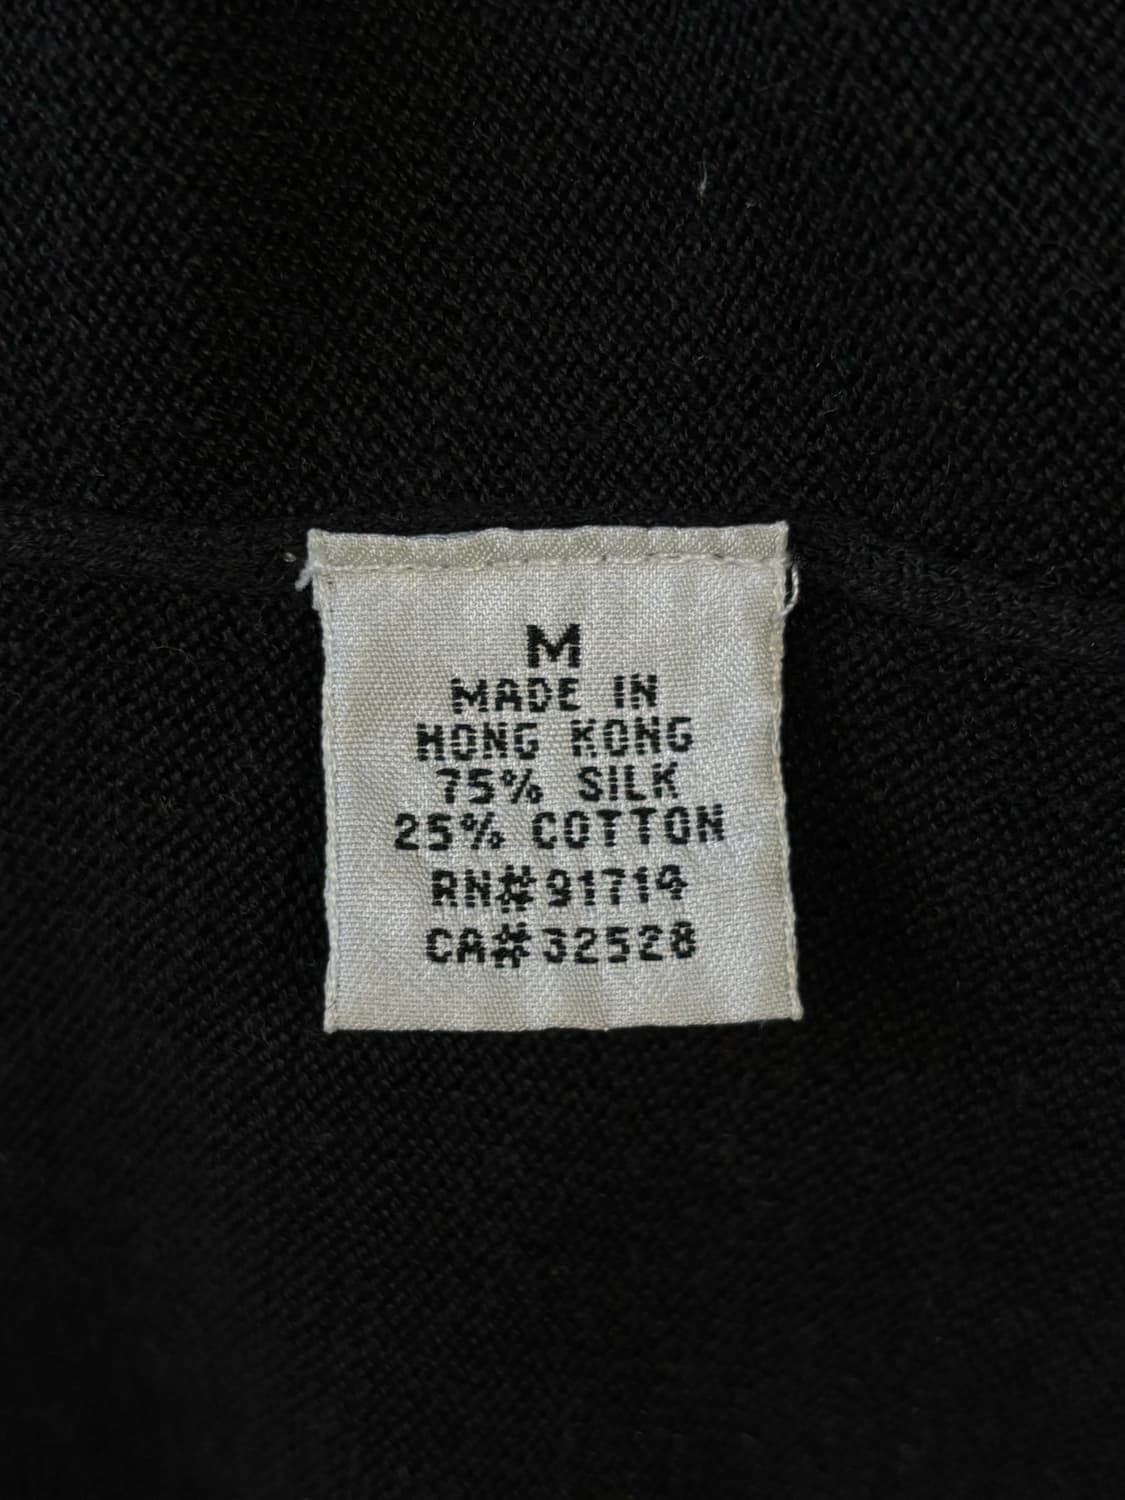 M
MADE IN
HONG KONG
75% SILK
25% COTTON
RN# 91714
CA# 32528